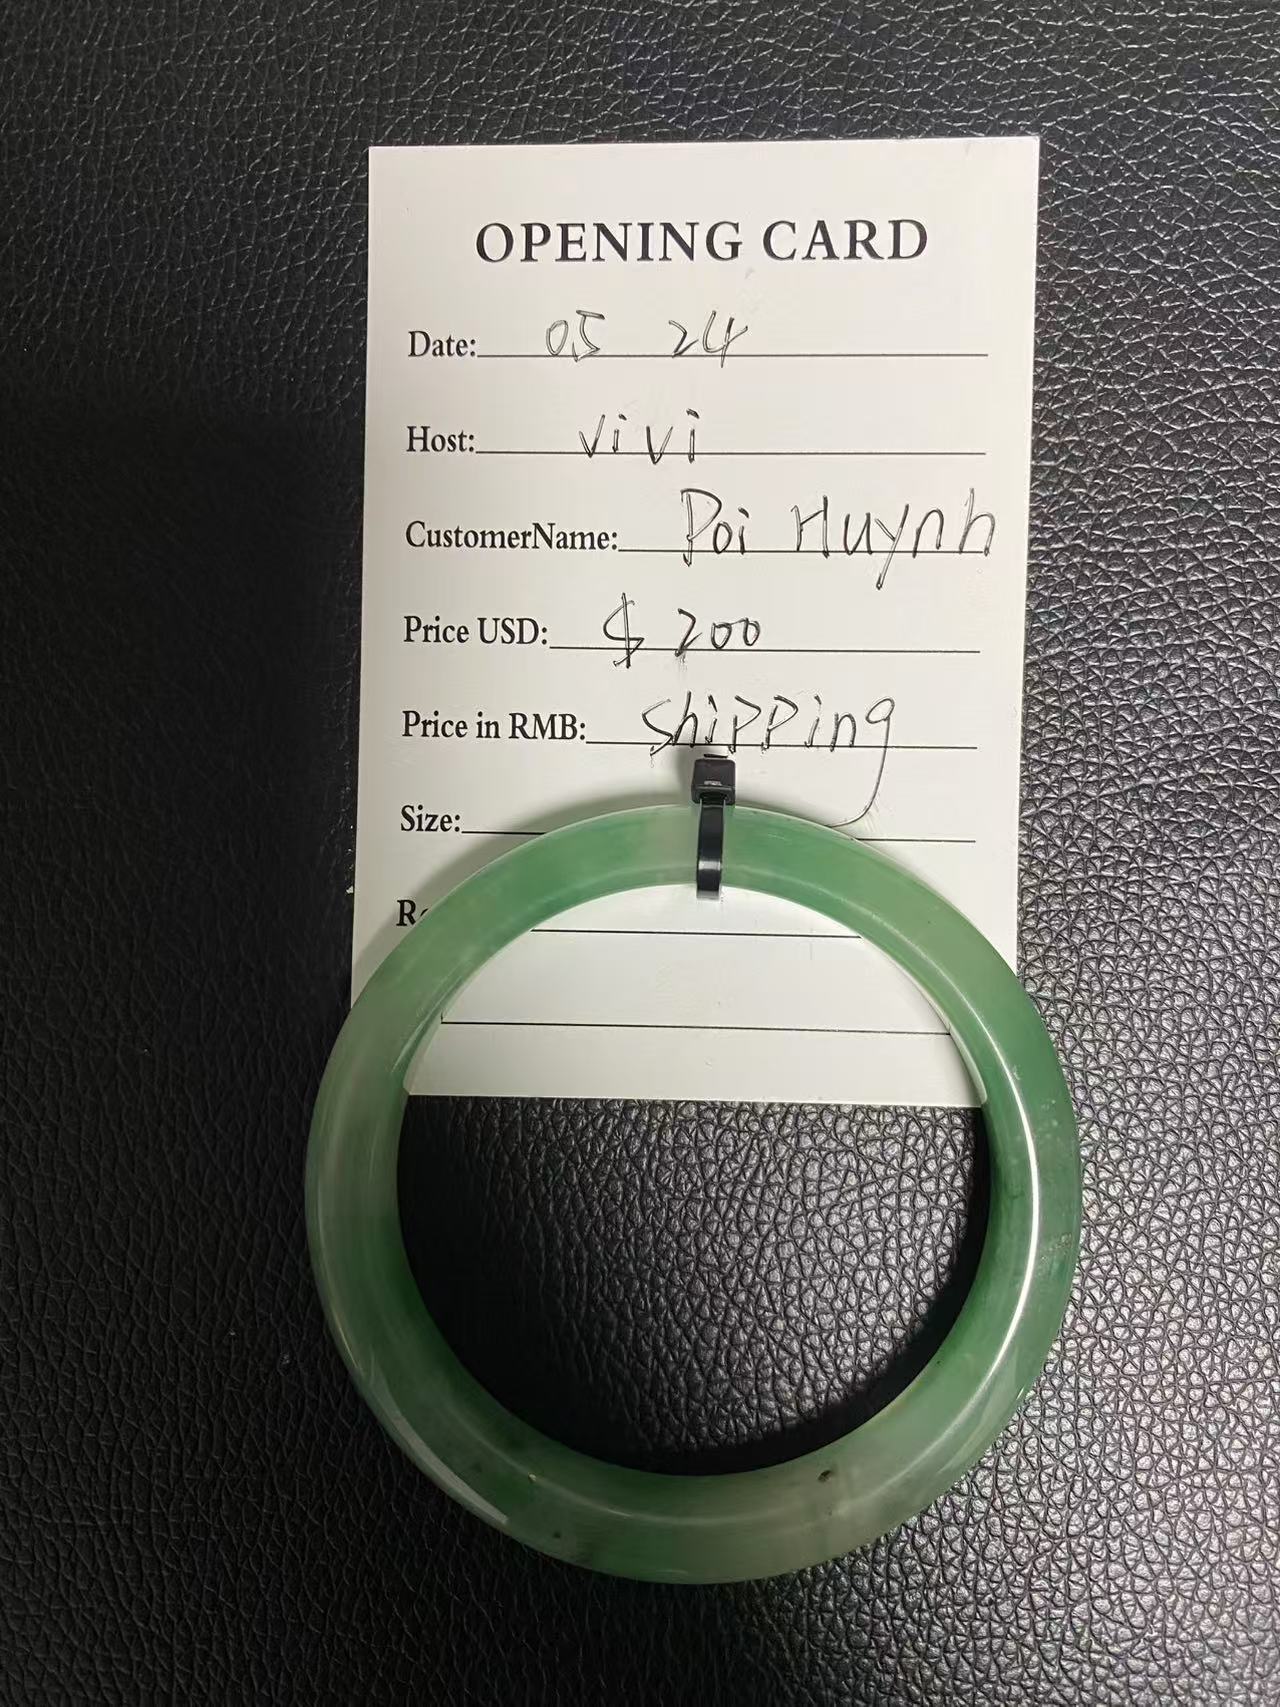 OPENING CARD
Date: 05 24
Host: vivi
CustomerName: Poi Huynh
Price USD: $ 200
Price in RMB: shipping
Size: